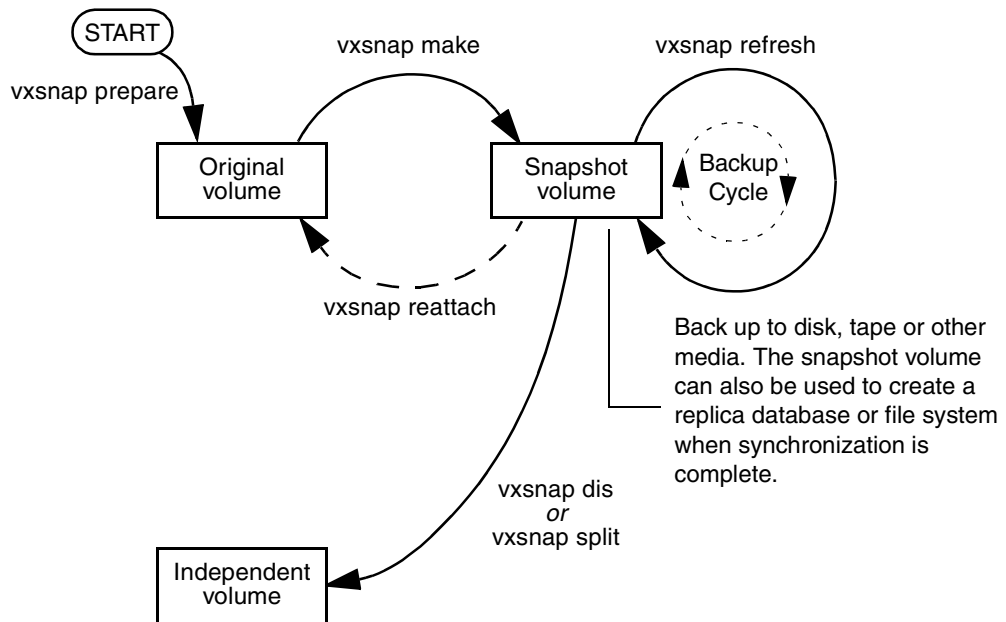 START
vxsnap prepare
vxsnap make
vxsnap refresh
Original
volume
Snapshot
volume
Backup
Cycle
vxsnap reattach
Back up to disk, tape or other
media. The snapshot volume
can also be used to create a
replica database or file system
when synchronization is
complete.
vxsnap dis
or
vxsnap split
Independent
volume